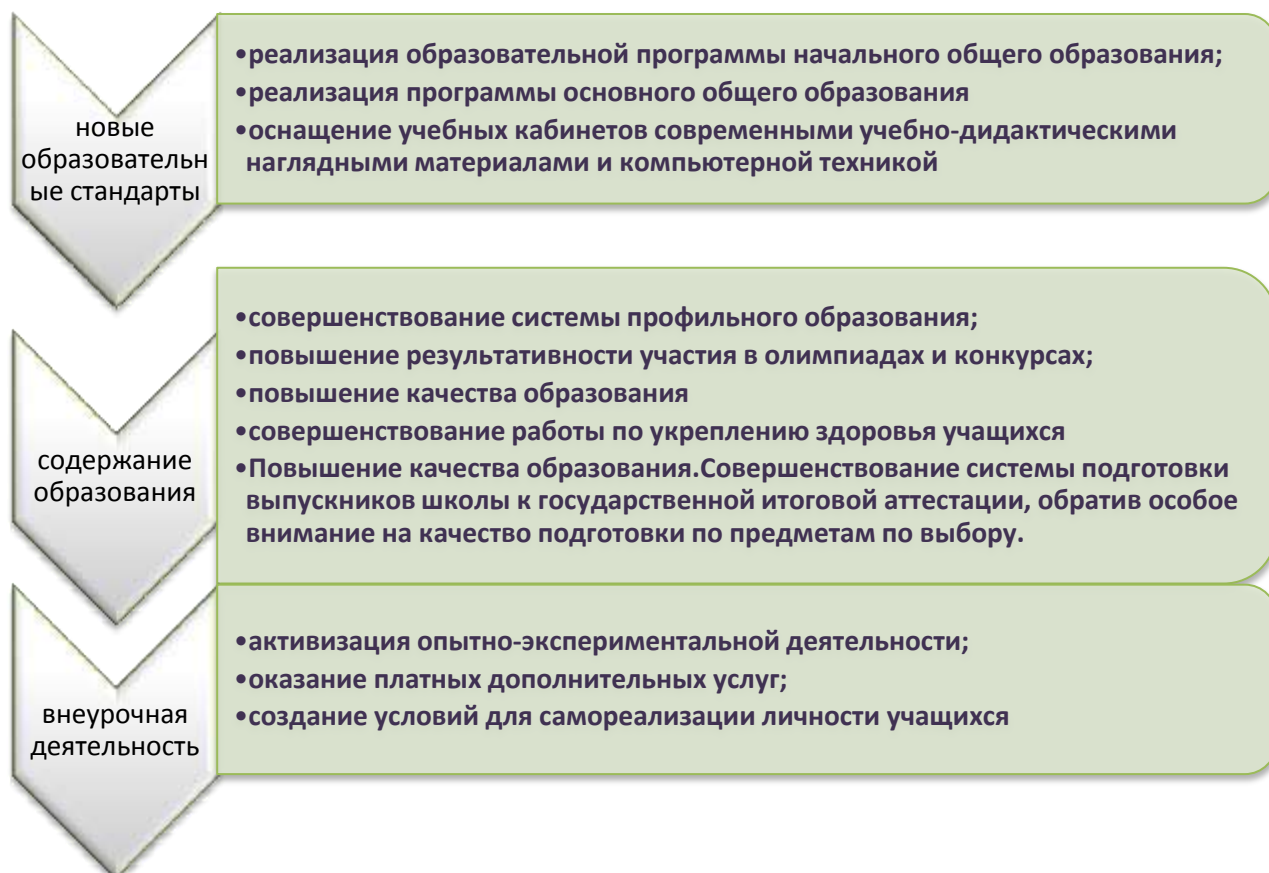 новые
образовательн
ые стандарты
•реализация образовательной программы начального общего образования;
•реализация программы основного общего образования
•оснащение учебных кабинетов современными учебно-дидактическими
наглядными материалами и компьютерной техникой
содержание
образования
•совершенствование системы профильного образования;
•повышение результативности участия в олимпиадах и конкурсах;
•повышение качества образования
•совершенствование работы по укреплению здоровья учащихся
•Повышение качества образования.Совершенствование системы подготовки
выпускников школы к государственной итоговой аттестации, обратив особое
внимание на качество подготовки по предметам по выбору.
внеурочная
деятельность
•активизация опытно-экспериментальной деятельности;
•оказание платных дополнительных услуг;
•создание условий для самореализации личности учащихся